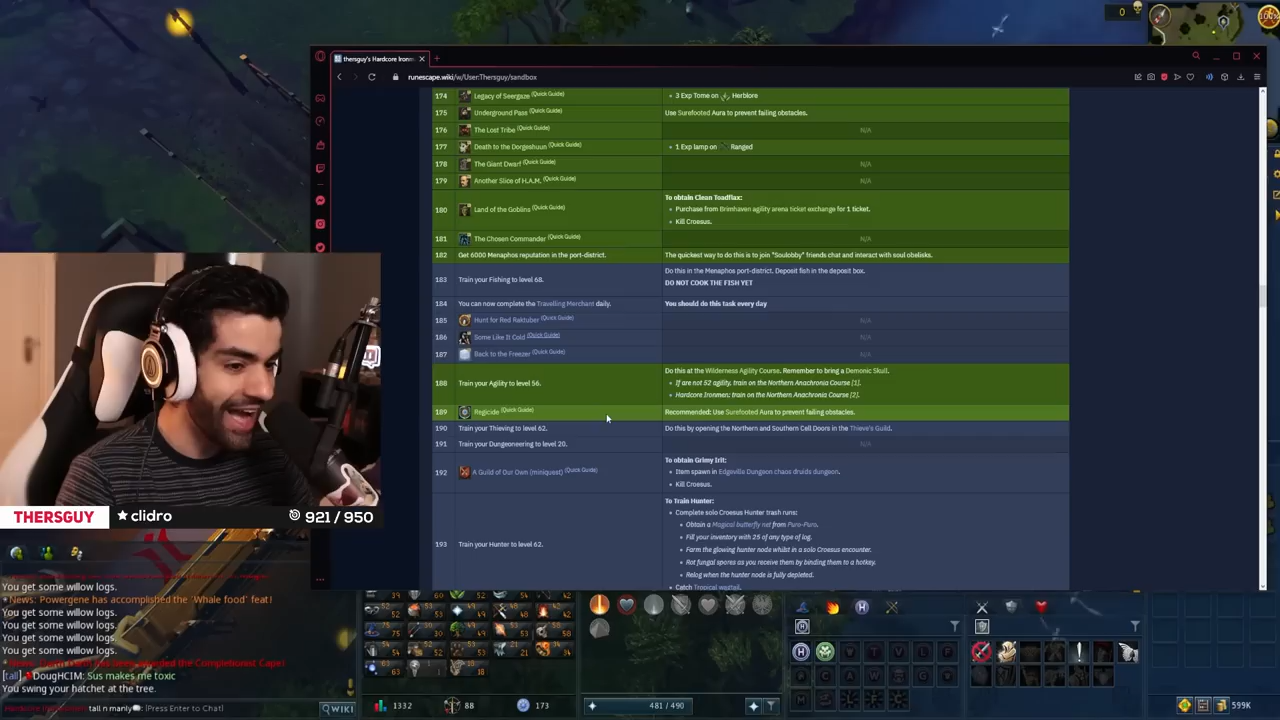 thersguy's Hardcore Ironm
runescape.wiki/w/User:Thersguy/sandbox
0
100%
174 Legacy of Seergaze (Quick Guide) 3 Exp Tome on Herblore
175 Underground Pass (Quick Guide) Use Surefooted Aura to prevent failing obstacles.
176 The Lost Tribe (Quick Guide) N/A
177 Death to the Dorgeshuun (Quick Guide) 1 Exp lamp on Ranged
178 The Giant Dwarf (Quick Guide) N/A
179 Another Slice of H.A.M. (Quick Guide) N/A
180 Land of the Goblins (Quick Guide) To obtain Clean Toadflax:
Purchase from Brimhaven agility arena ticket exchange for 1 ticket.
Kill Croesus.
181 The Chosen Commander (Quick Guide) N/A
182 Get 6000 Menaphos reputation in the port-district. The quickest way to do this is to join "Soulobby" friends chat and interact with soul obelisks.
183 Train your Fishing to level 68. Do this in the Menaphos port-district. Deposit fish in the deposit box.
DO NOT COOK THE FISH YET
184 You can now complete the Travelling Merchant daily. You should do this task every day
185 Hunt for Red Raktuber (Quick Guide) N/A
186 Some Like It Cold (Quick Guide) N/A
187 Back to the Freezer (Quick Guide) N/A
188 Train your Agility to level 56. Do this at the Wilderness Agility Course. Remember to bring a Demonic Skull.
If are not 52 agility, train on the Northern Anachronia Course [1].
Hardcore Ironmen; train on the Northern Anachronia Course [2].
189 Regicide (Quick Guide) Recommended: Use Surefooted Aura to prevent failing obstacles.
190 Train your Thieving to level 62. Do this by opening the Northern and Southern Cell Doors in the Thieve's Guild.
191 Train your Dungeoneering to level 20. N/A
192 A Guild of Our Own (miniquest) (Quick Guide) To obtain Grimy Irit:
Item spawn in Edgeville Dungeon chaos druids dungeon.
Kill Croesus.
193 Train your Hunter to level 62. To Train Hunter:
Complete solo Croesus Hunter trash runs:
Obtain a Magical butterfly net from Puro-Puro.
Fill your inventory with 25 of any type of log.
Farm the glowing hunter node whilst in a solo Croesus encounter.
Rot fungal spores as you receive them by binding them to a hotkey.
Relog when the hunter node is fully depleted.
Catch Tropical wagtail.
THERSGUY clidro 921 / 950
You get some willow logs.
News: Powergene has accomplished the 'Whale food' feat!
You get some willow logs.
You get some willow logs.
You get some willow logs.
DougHCIM: Sus makes me toxic
You swing your hatchet at the tree.
tall n manly [Press Enter to Chat]
WIKI
1332 88 173
481 / 490
599K